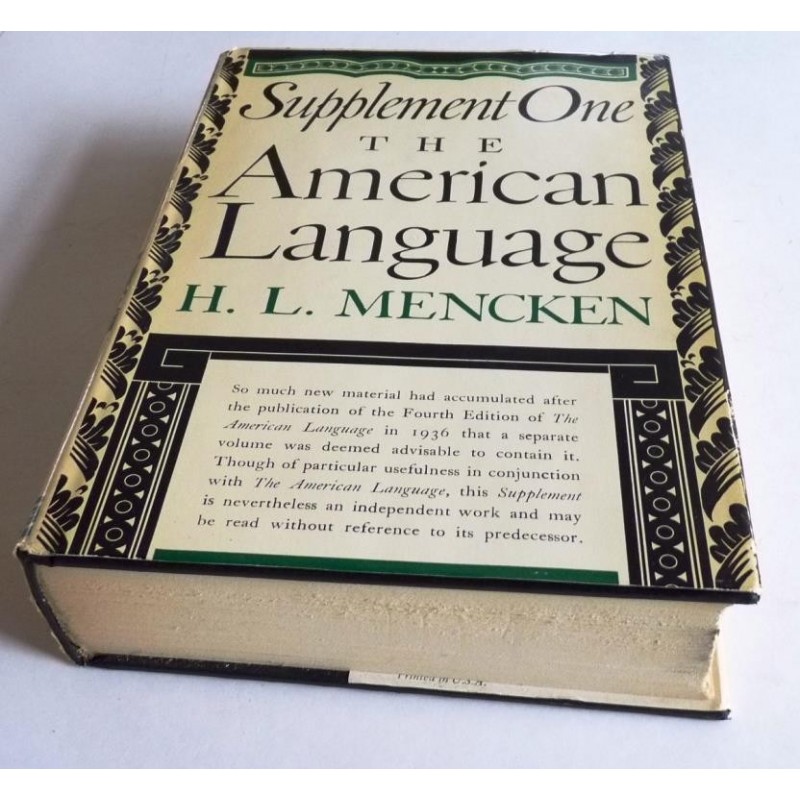 Supplement One
THE
American
Language
H. L. MENCKEN
So much new material had accumulated after
the publication of the Fourth Edition of The
American Language in 1936 that a separate
volume was deemed advisable to contain it.
Though of particular usefulness in conjunction
with The American Language, this Supplement
is nevertheless an independent work and may
be read without reference to its predecessor.
Printed in U.S.A.